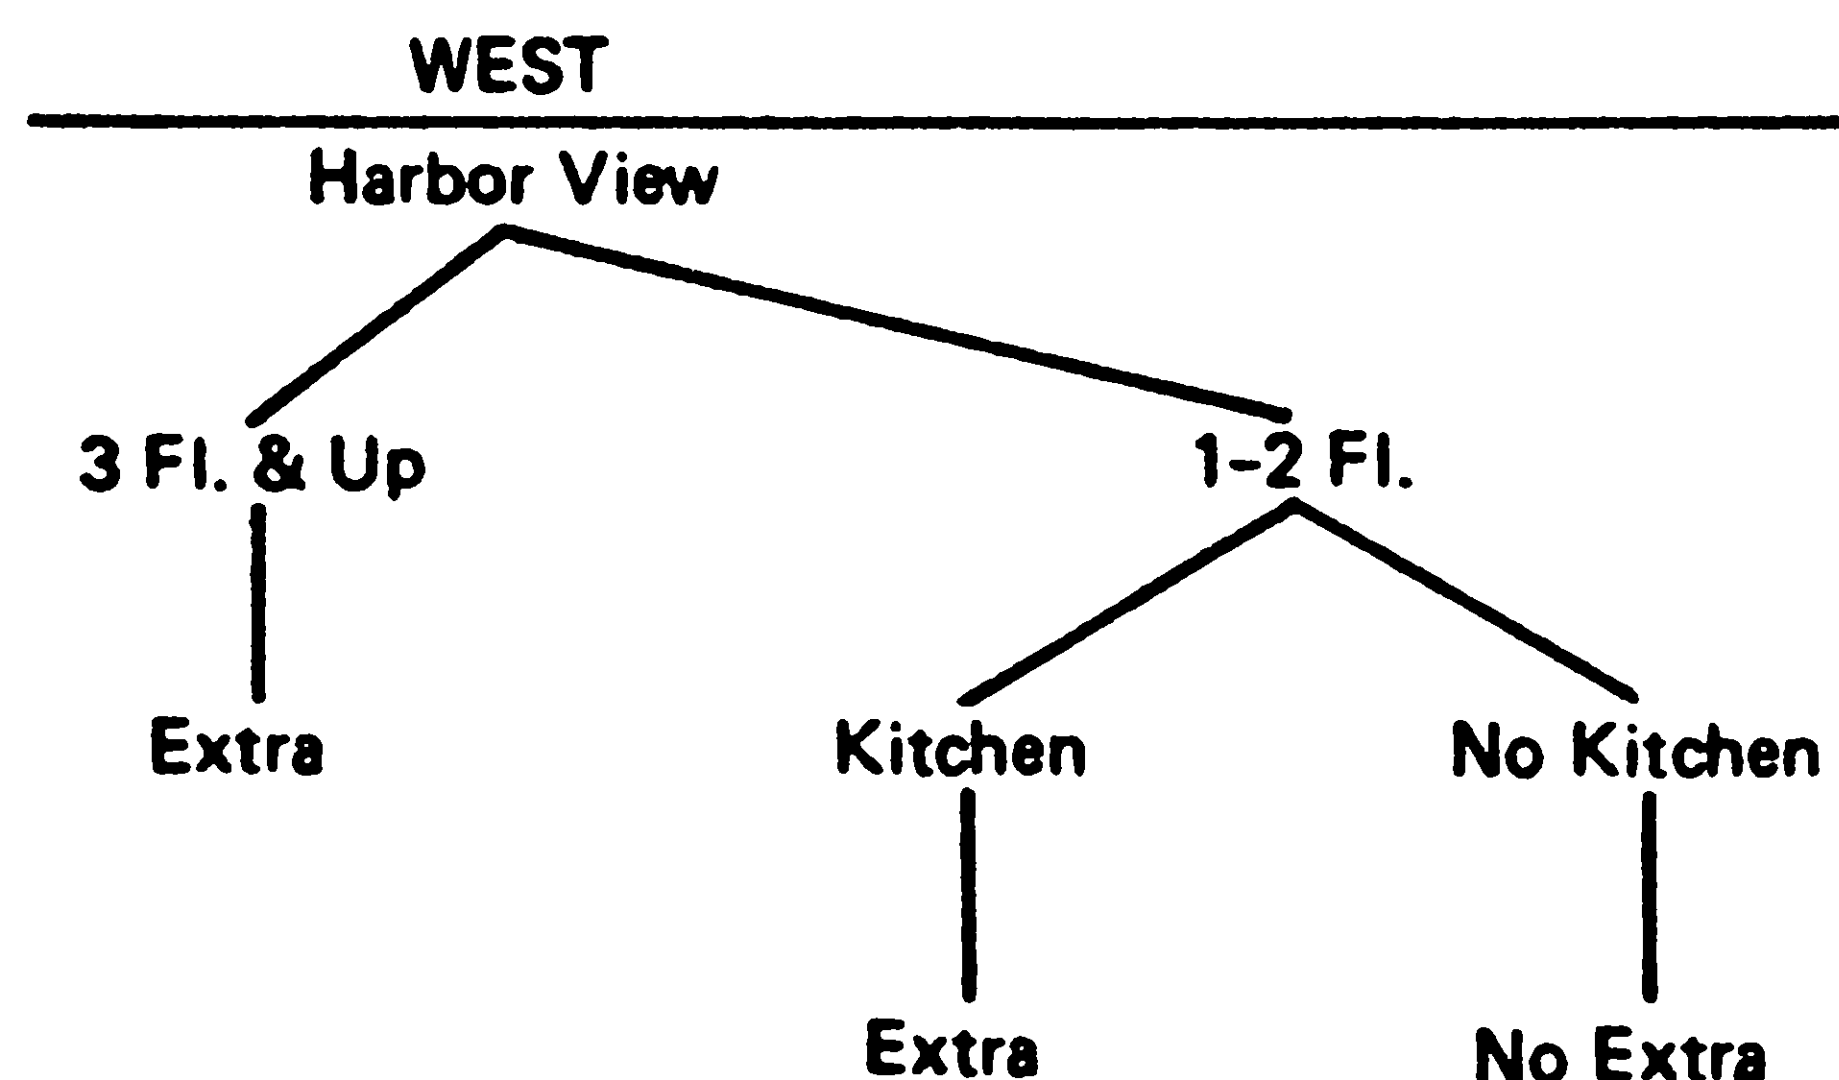 WEST
Harbor View
3 Fl. & Up
1-2 Fl.
Extra
Kitchen
No Kitchen
Extra
No Extra